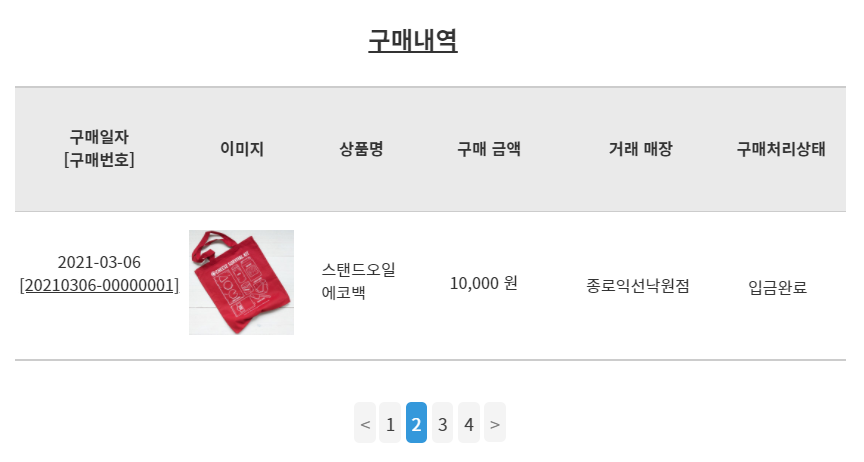 구매내역
구매일자
[구매번호]
이미지
상품명
구매 금액
거래 매장
구매처리상태
2021-03-06
[20210306-00000001]
스탠드오일
에코백
10,000 원
종로익선낙원점
입금완료
< 1 2 3 4 >